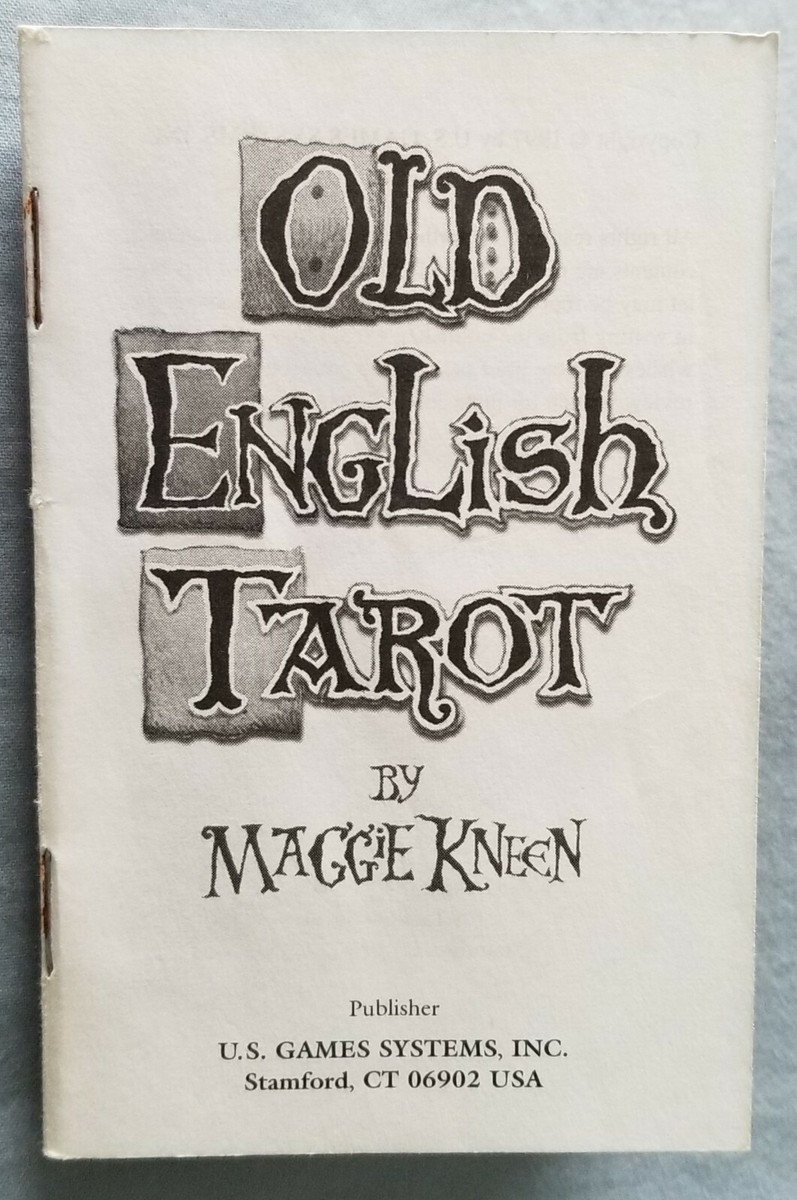 OLD
ENGLish
TAROT
BY
MAGGiE KNEEN
Publisher
U.S. GAMES SYSTEMS, INC.
Stamford, CT 06902 USA